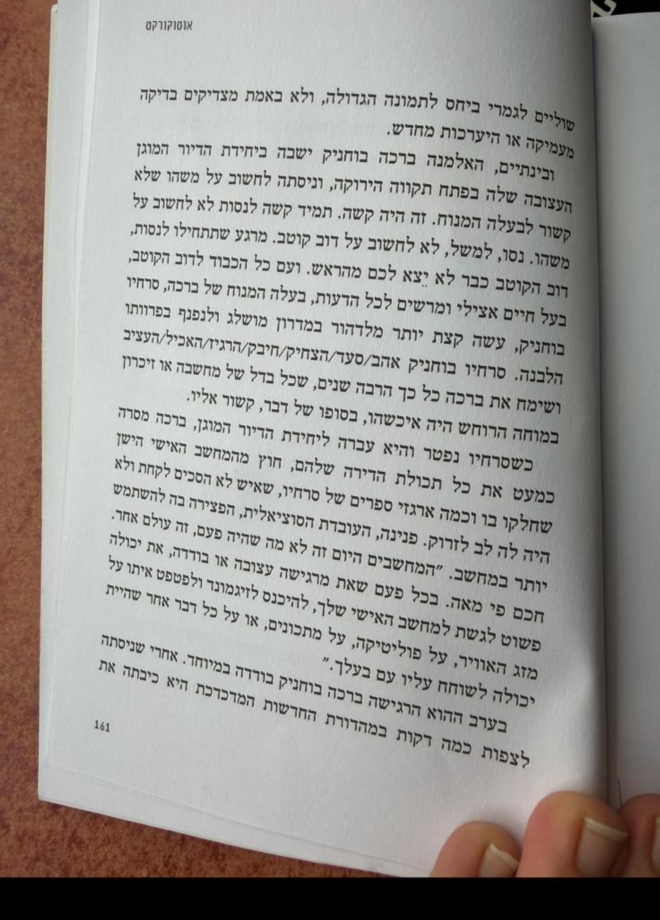 אוטוקורקט
שוליים לגמרי ביחס לתמונה הגדולה, ולא באמת מצדיקים בדיקה
מעמיקה או היערכות מחדש.
ובינתיים, האלמנה ברכה בוחניק ישבה ביחידת הדיור המוגן
העצובה שלה בפתח תקווה הירוקה, וניסתה לחשוב על משהו שלא
קשור לבעלה המנוח. זה היה קשה. תמיד קשה לנסות לא לחשוב על
משהו. נסו, למשל, לא לחשוב על דוב קוטב. מרגע שתתחילו לנסות,
דוב הקוטב כבר לא יֵצא לכם מהראש. ועם כל הכבוד לדוב הקוטב,
בעל חיים אצילי ומרשים לכל הדעות, בעלה המנוח של ברכה, סרחיו
בוחניק, עשה קצת יותר מלדהור במדרון מושלג ולנפנף בפרוותו
הלבנה. סרחיו בוחניק אהב/סעד/הצחיק/חיבק/הרגיז/האכיל/העציב
ושימח את ברכה כל כך הרבה שנים, שכל בדל של מחשבה או זיכרון
במוחה הרוחש היה איכשהו, בסופו של דבר, קשור אליו.
כשסרחיו נפטר והיא עברה ליחידת הדיור המוגן, ברכה מסרה
כמעט את כל תכולת הדירה שלהם, חוץ מהמחשב האישי הישן
שחלקו בו וכמה ארגזי ספרים של סרחיו, שאיש לא הסכים לקחת ולא
היה לה לב לזרוק. פנינה, העובדת הסוציאלית, הפצירה בה להשתמש
יותר במחשב. "המחשבים היום זה לא מה שהיה פעם, זה עולם אחר.
חכם פי מאה. בכל פעם שאת מרגישה עצובה או בודדה, את יכולה
פשוט לגשת למחשב האישי שלך, להיכנס לזיגמונד ולפטפט איתו על
מזג האוויר, על פוליטיקה, על מתכונים, או על כל דבר אחר שהיית
יכולה לשוחח עליו עם בעלך."
בערב ההוא הרגישה ברכה בוחניק בודדה במיוחד. אחרי שניסתה
לצפות כמה דקות במהדורת החדשות המדכדכת היא כיבתה את
161